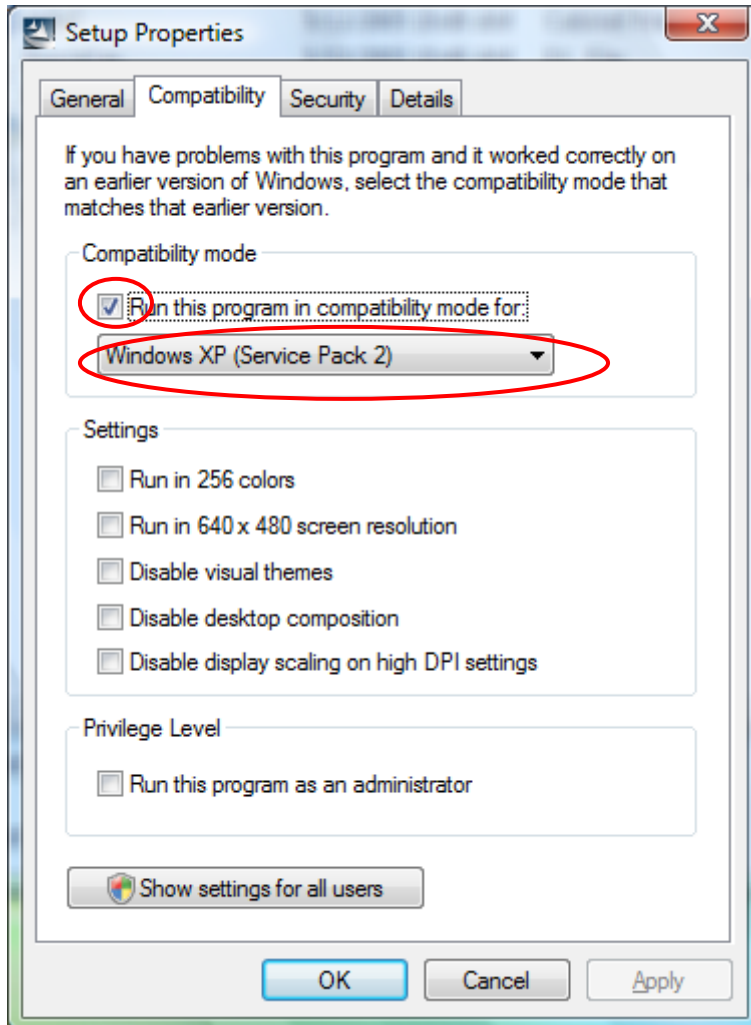 Setup Properties
General Compatibility Security Details
If you have problems with this program and it worked correctly on
an earlier version of Windows, select the compatibility mode that
matches that earlier version.
Compatibility mode
Run this program in compatibility mode for:
Windows XP (Service Pack 2)
Settings
Run in 256 colors
Run in 640 x 480 screen resolution
Disable visual themes
Disable desktop composition
Disable display scaling on high DPI settings
Privilege Level
Run this program as an administrator
Show settings for all users
OK Cancel Apply